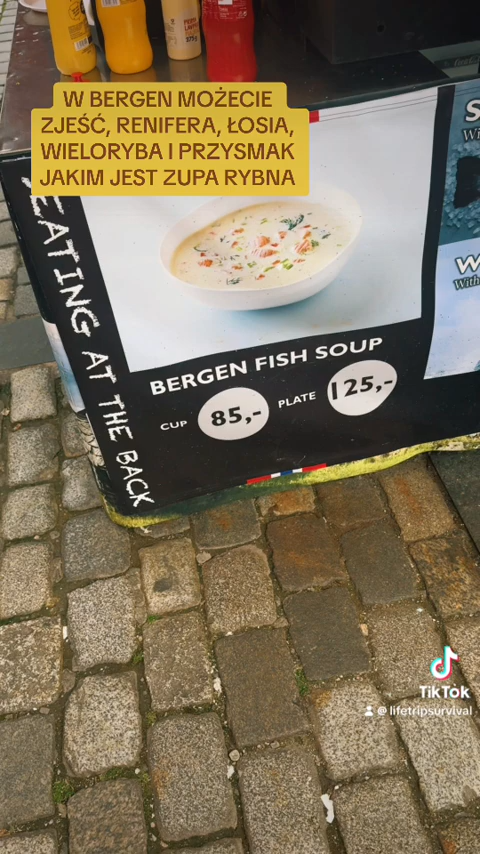 W BERGEN MOŻECIE
ZJEŚĆ, RENIFERA, ŁOSIA,
WIELORYBA I PRZYSMAK
JAKIM JEST ZUPA RYBNA
EATING AT THE BACK
BERGEN FISH SOUP
CUP 85,- PLATE 125,-
TikTok
@lifetripsurvival